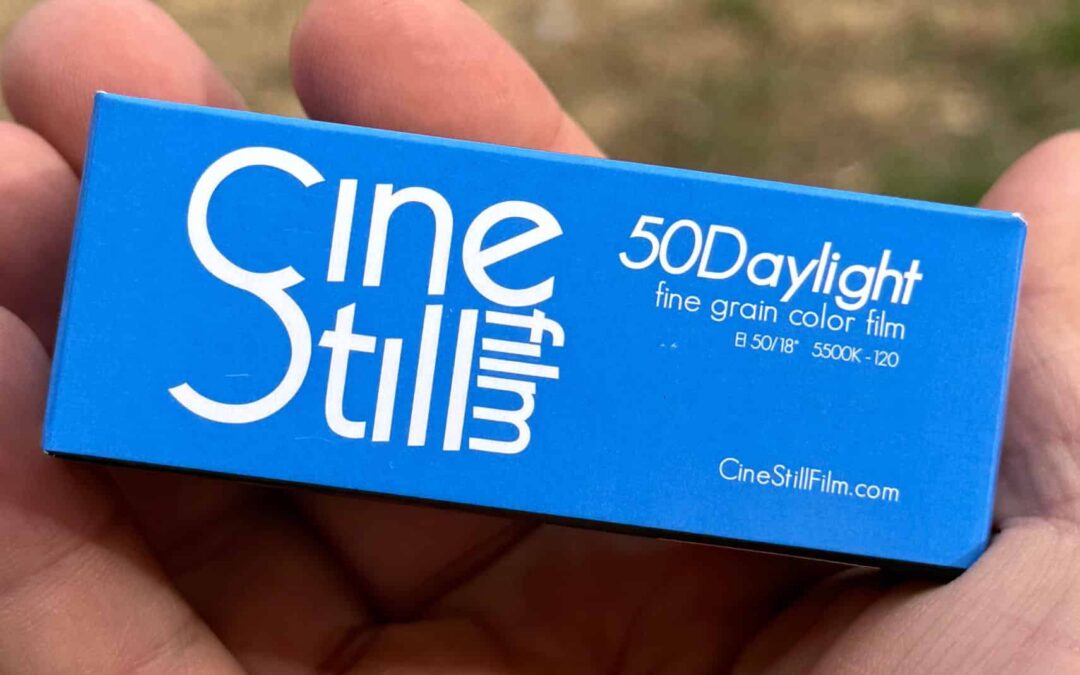 Cine
Still film
50Daylight
fine grain color film
EI 50/18° 5500K - 120
CineStillFilm.com